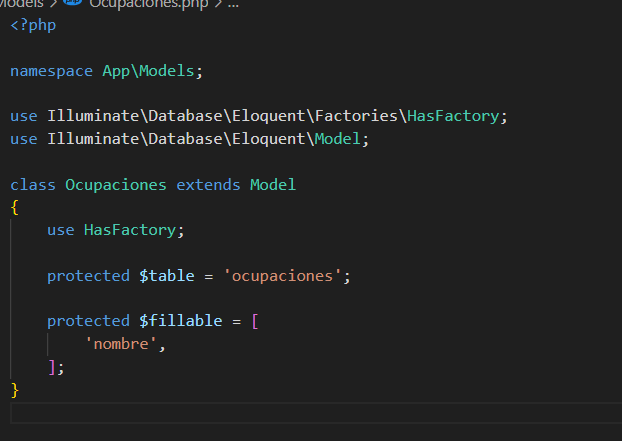 Models > php Ocupaciones.php > ...
<?php
namespace App\Models;
use Illuminate\Database\Eloquent\Factories\HasFactory;
use Illuminate\Database\Eloquent\Model;
class Ocupaciones extends Model
{
    use HasFactory;
    protected $table = 'ocupaciones';
    protected $fillable = [
        'nombre',
    ];
}